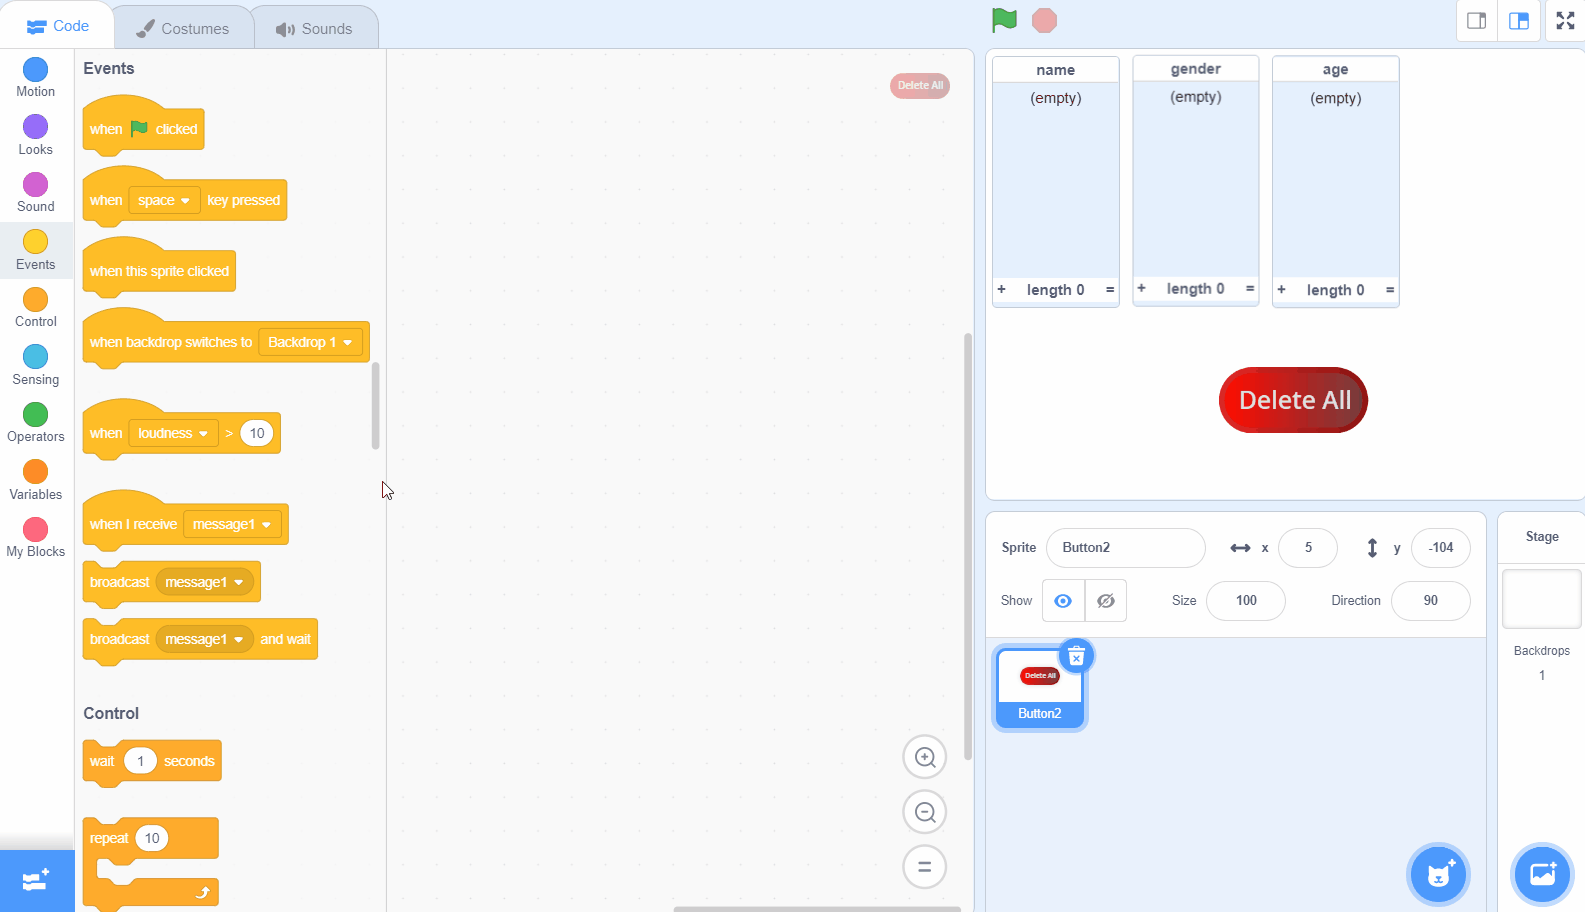 Code
Costumes
Sounds
Motion
Looks
Sound
Events
Control
Sensing
Operators
Variables
My Blocks
Events
when clicked
when space key pressed
when this sprite clicked
when backdrop switches to Backdrop 1
when loudness > 10
when I receive message1
broadcast message1
broadcast message1 and wait
Control
wait 1 seconds
repeat 10
Delete All
name
(empty)
+ length 0 =
gender
(empty)
+ length 0 =
age
(empty)
+ length 0 =
Delete All
Sprite Button2 x 5 y -104
Show Size 100 Direction 90
Delete All
Button2
Stage
Backdrops
1